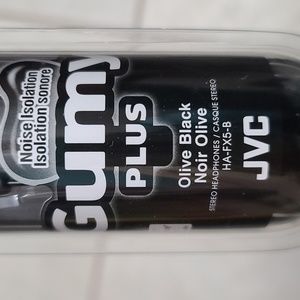 Noise Isolation
Isolation sonore
Gumy
PLUS
Olive Black
Noir Olive
STEREO HEADPHONES / CASQUE STEREO
HA-FX5-B
JVC